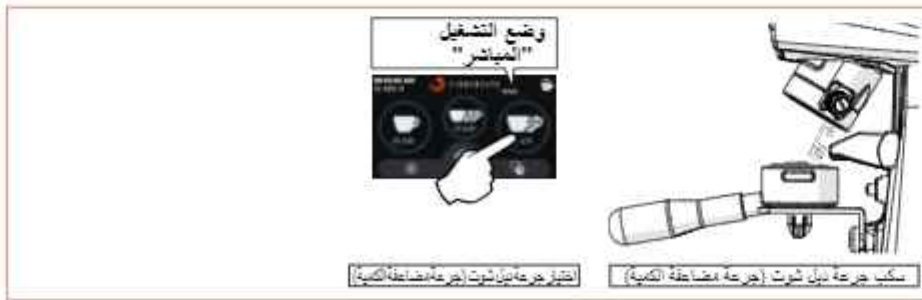 وضع التشغيل
"المباشر"
سكب جرعة دبل شوت (جرعة مضاعفة الكمية)
اختيار جرعة دبل شوت (جرعة مضاعفة الكمية)